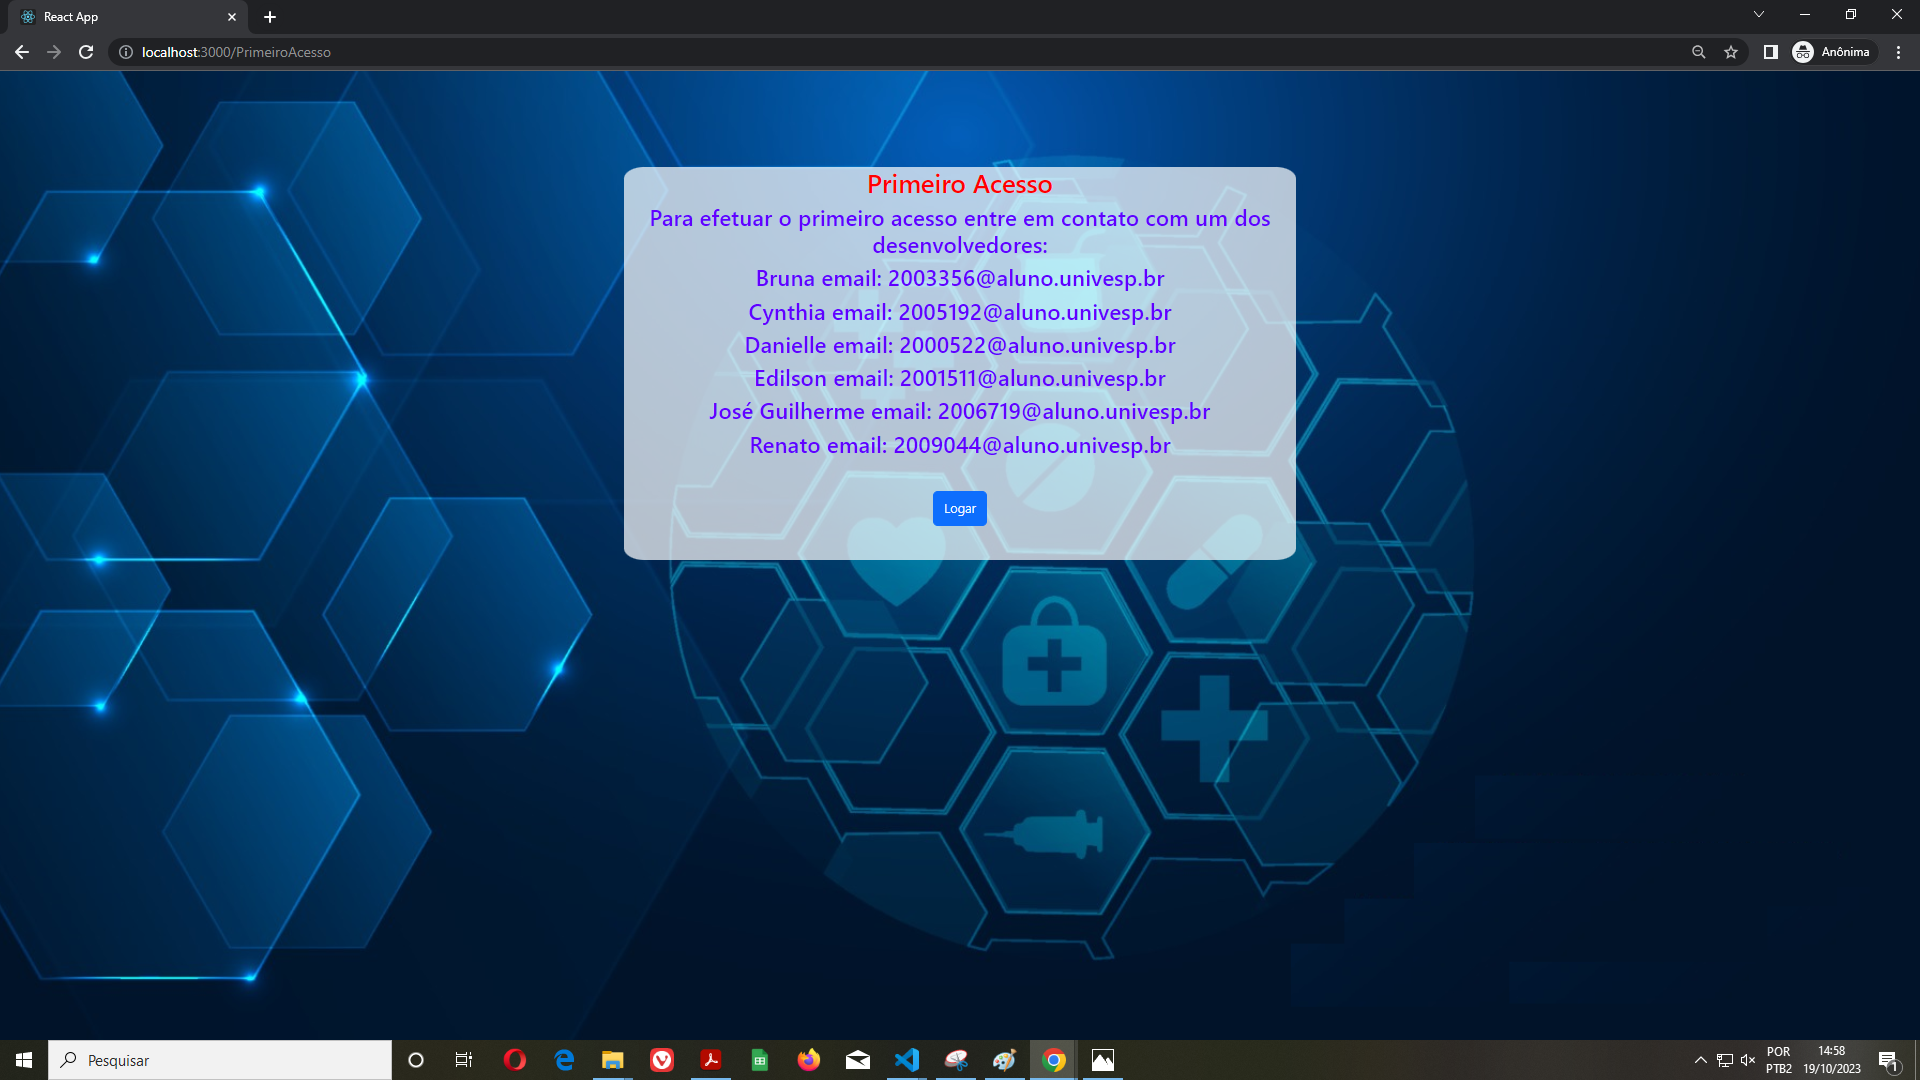 React App
localhost:3000/PrimeiroAcesso
Anônima
Primeiro Acesso
Para efetuar o primeiro acesso entre em contato com um dos
desenvolvedores:
Bruna email: 2003356@aluno.univesp.br
Cynthia email: 2005192@aluno.univesp.br
Danielle email: 2000522@aluno.univesp.br
Edilson email: 2001511@aluno.univesp.br
José Guilherme email: 2006719@aluno.univesp.br
Renato email: 2009044@aluno.univesp.br
Logar
Pesquisar
POR
PTB2
14:58
19/10/2023
1